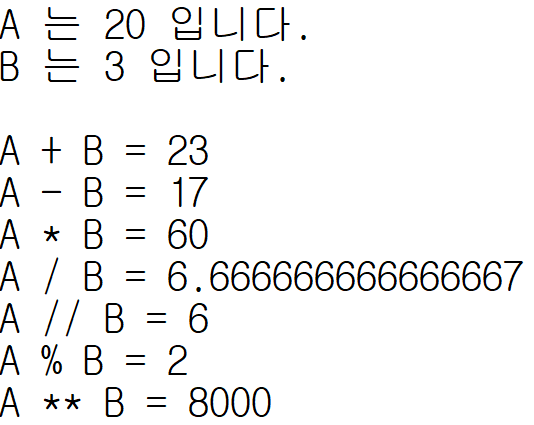 A 는 20 입니다.
B 는 3 입니다.
A + B = 23
A - B = 17
A * B = 60
A / B = 6.666666666666667
A // B = 6
A % B = 2
A ** B = 8000